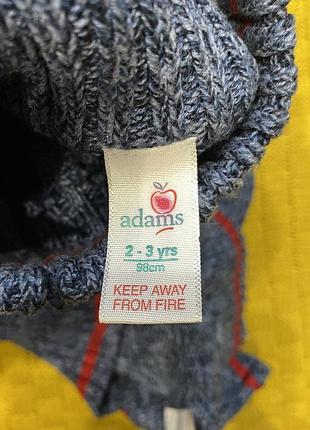 adams
2 - 3 yrs
98cm
KEEP AWAY
FROM FIRE